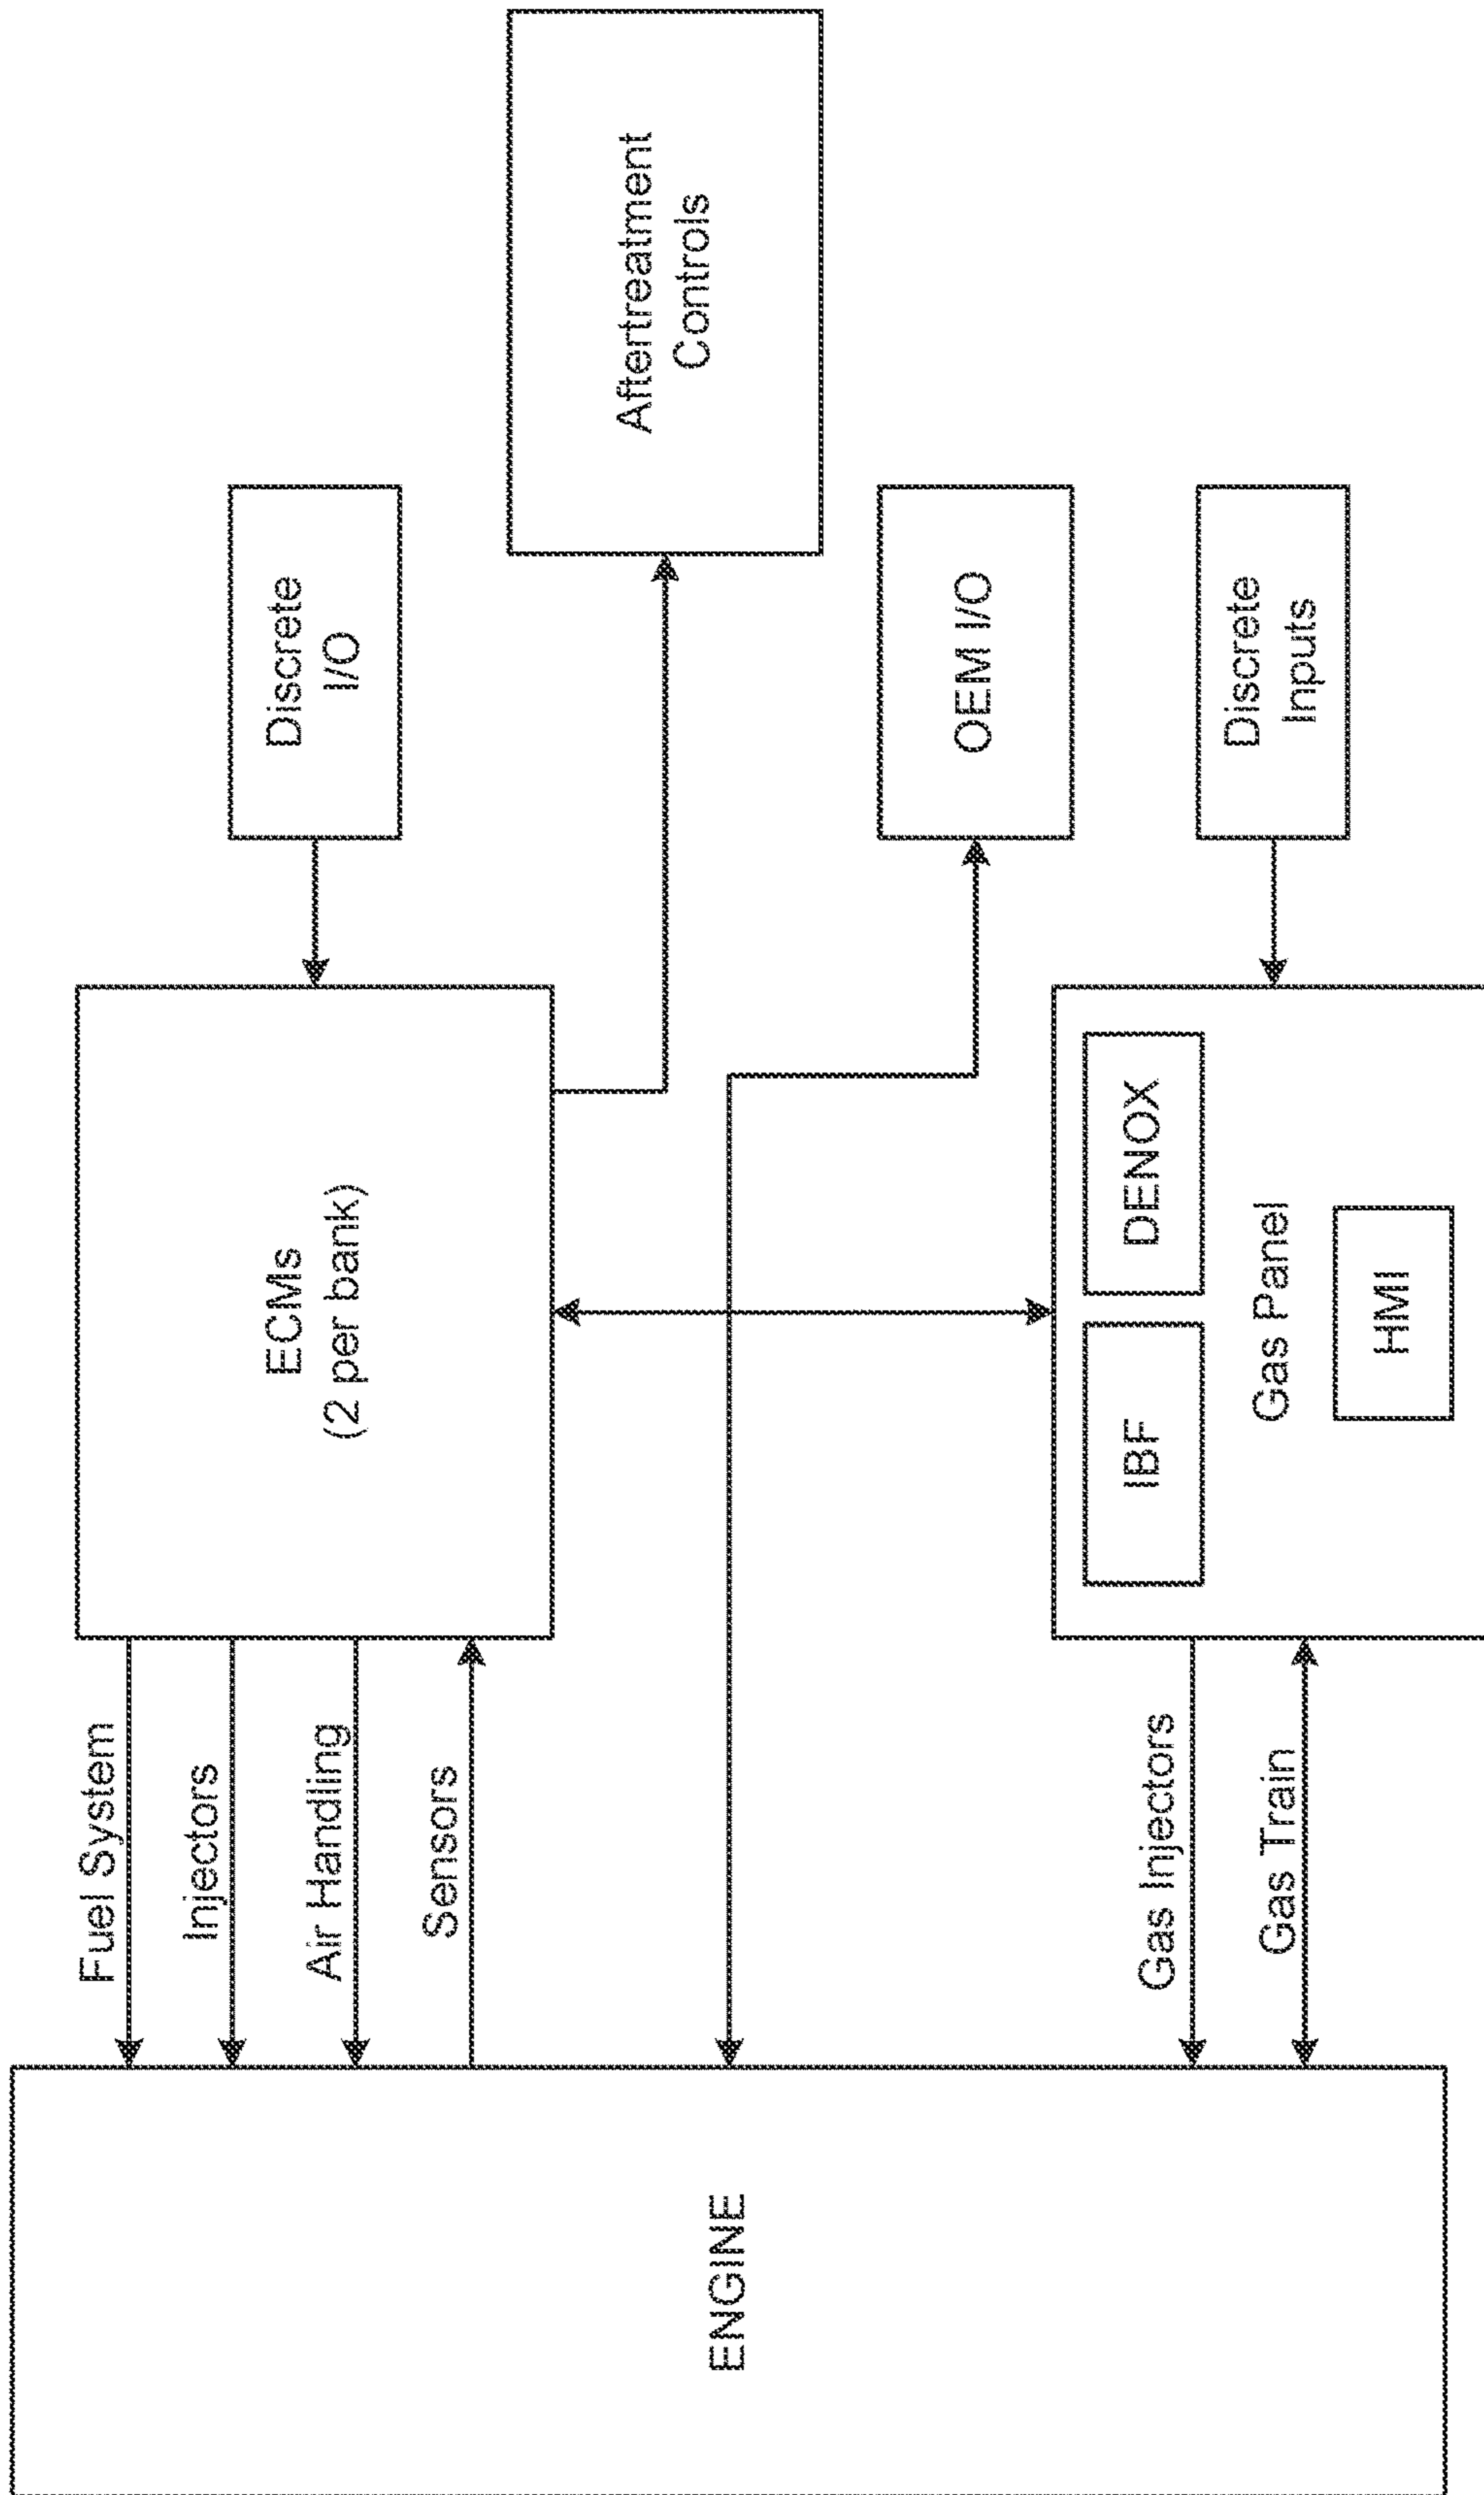 Fuel System
Injectors
Air Handling
Sensors
ENGINE
Gas Injectors
Gas Train
ECMs
(2 per bank)
IBF
DENOX
Gas Panel
HMI
Discrete
I/O
Aftertreatment
Controls
OEM I/O
Discrete
Inputs